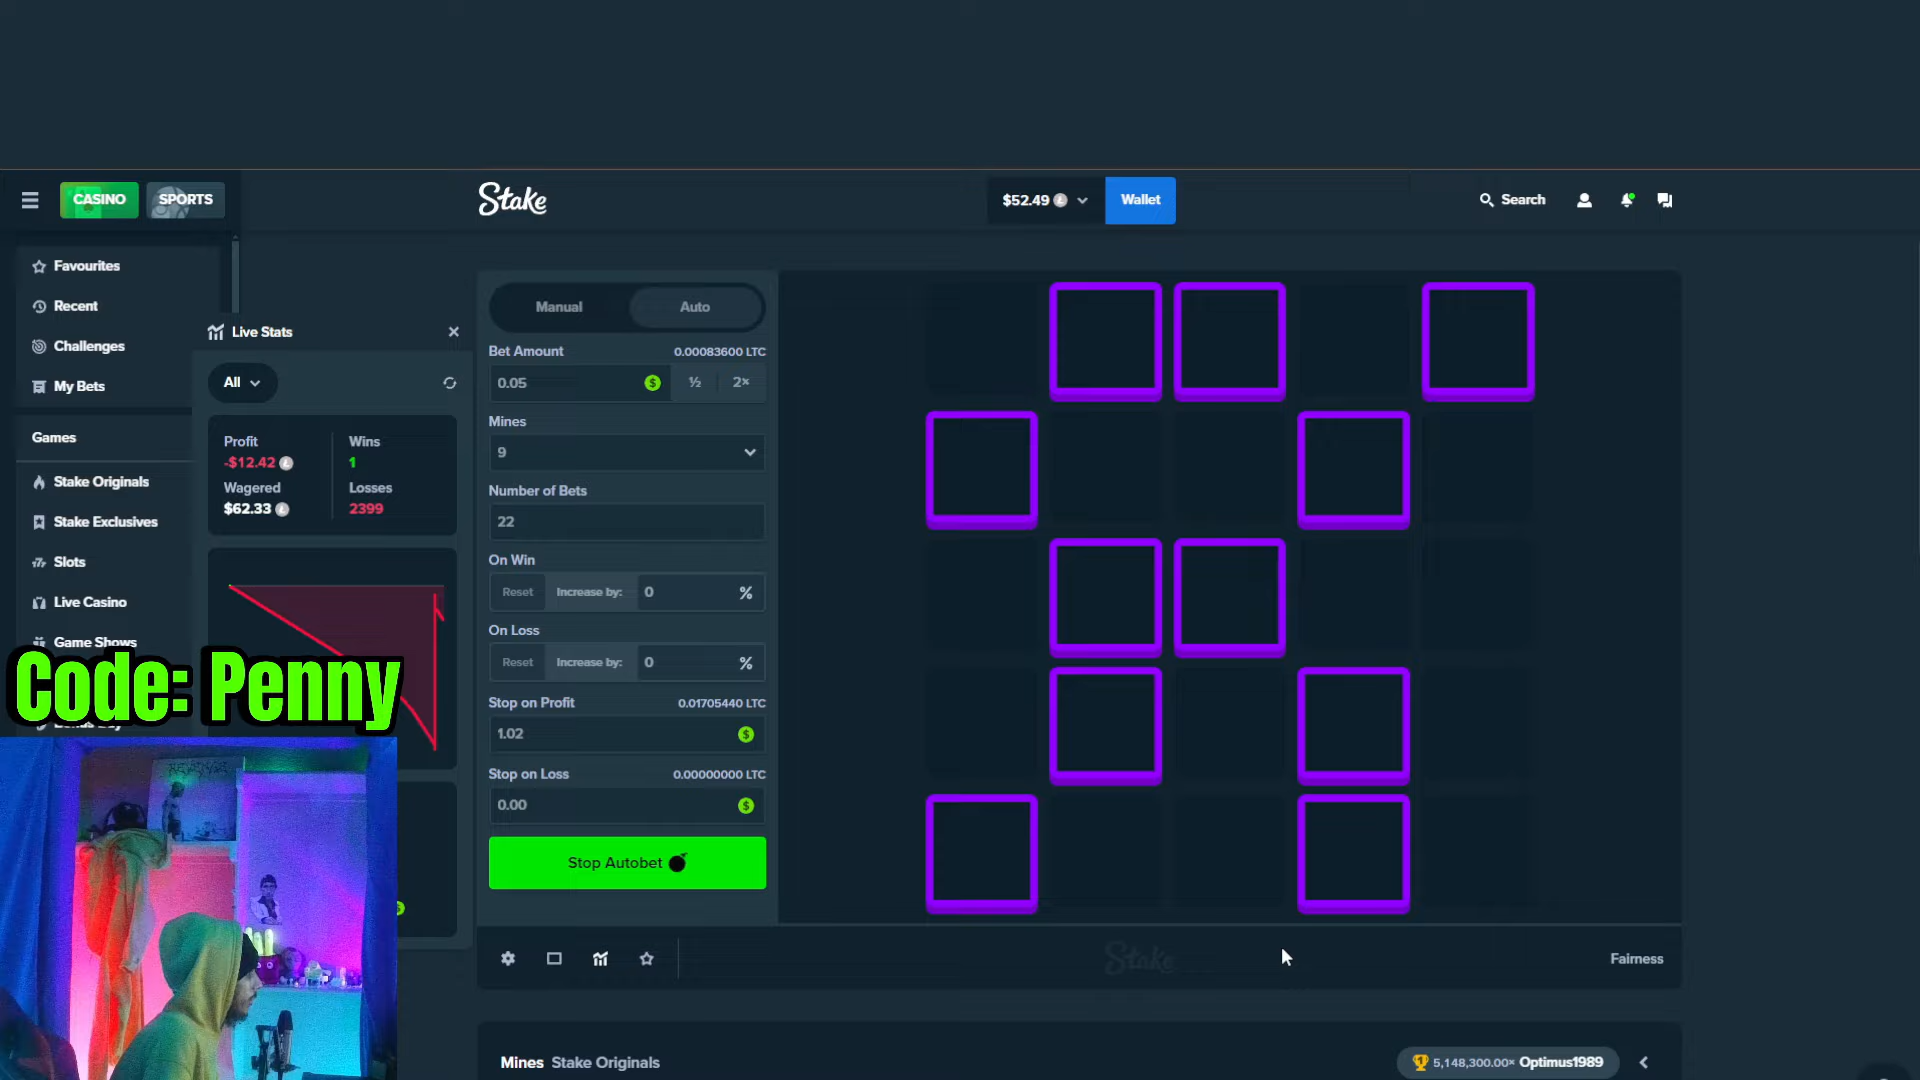 CASINO
SPORTS
Stake
$52.49
Wallet
Search
Favourites
Recent
Challenges
My Bets
Games
Stake Originals
Stake Exclusives
Slots
Live Casino
Game Shows
Live Stats
All
Profit
-$12.42
Wins
1
Wagered
$62.33
Losses
2399
Code: Penny
Manual
Auto
Bet Amount
0.00083600 LTC
0.05
½
2×
Mines
9
Number of Bets
22
On Win
Reset
Increase by:
0
%
On Loss
Reset
Increase by:
0
%
Stop on Profit
0.01705440 LTC
1.02
Stop on Loss
0.00000000 LTC
0.00
Stop Autobet
Stake
Fairness
Mines Stake Originals
5,148,300.00× Optimus1989